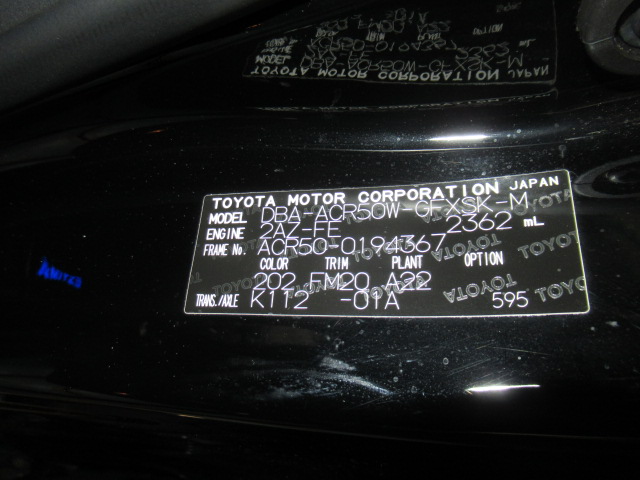 TOYOTA MOTOR CORPORATION JAPAN
MODEL DBA-ACR50W-GFXSK-M
ENGINE 2AZ-FE 2362 mL
FRAME No. ACR50-0194367
COLOR TRIM PLANT OPTION
202 FM20 A22
TRANS./AXLE K112 -01A 595